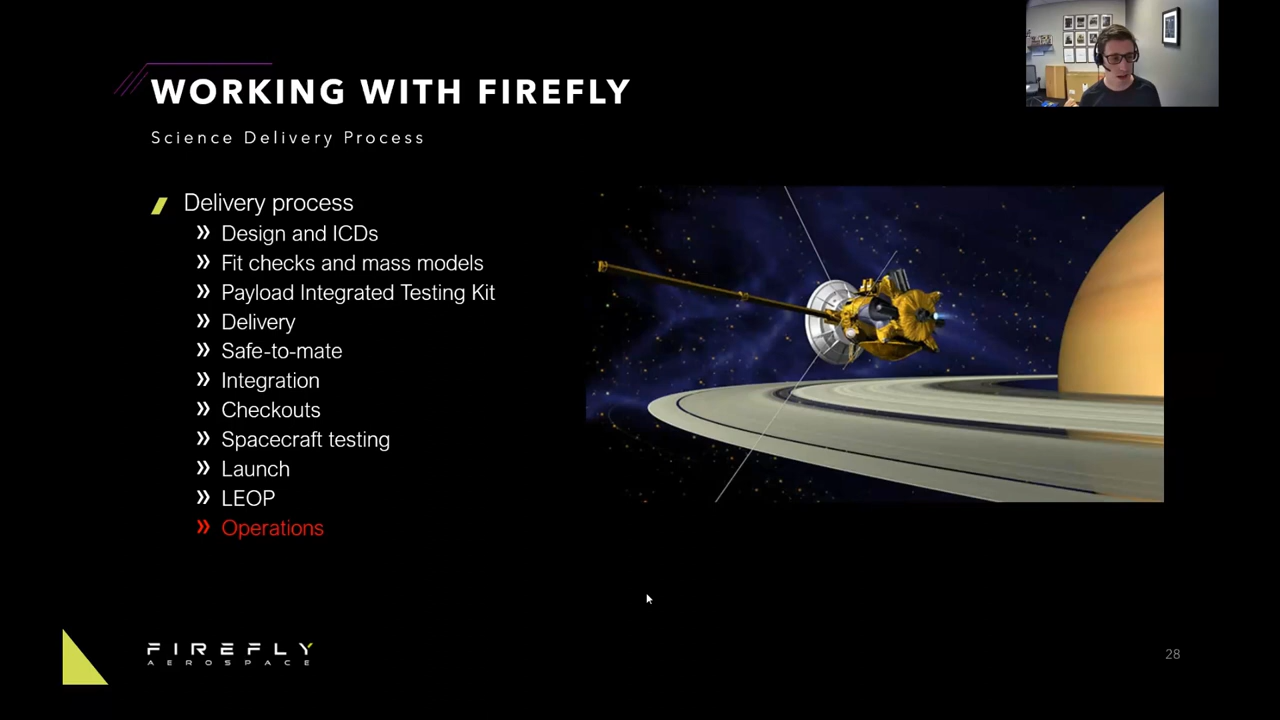 WORKING WITH FIREFLY
Science Delivery Process
Delivery process
Design and ICDs
Fit checks and mass models
Payload Integrated Testing Kit
Delivery
Safe-to-mate
Integration
Checkouts
Spacecraft testing
Launch
LEOP
Operations
FIREFLY
AEROSPACE
28